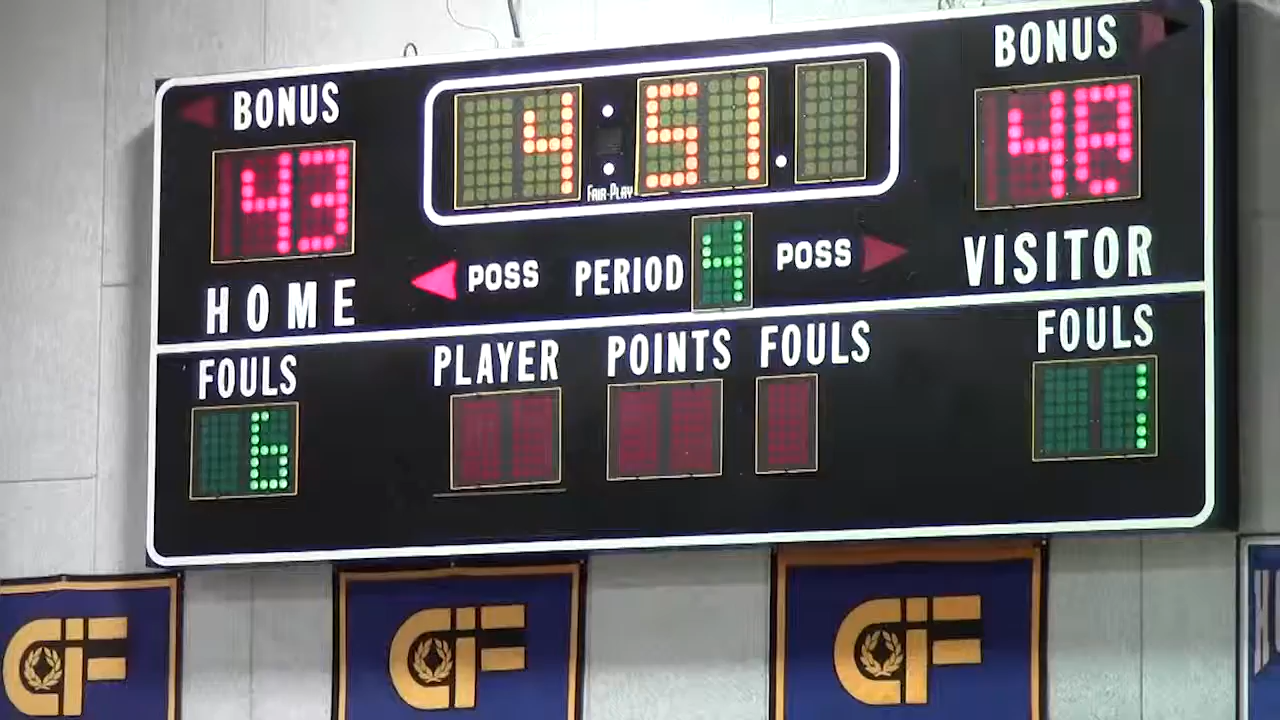 BONUS
4:51.
BONUS
43
48
FAIR-PLAY
HOME
POSS
PERIOD
4
POSS
VISITOR
FOULS
PLAYER
POINTS
FOULS
FOULS
6
1
CIF
CIF
CIF